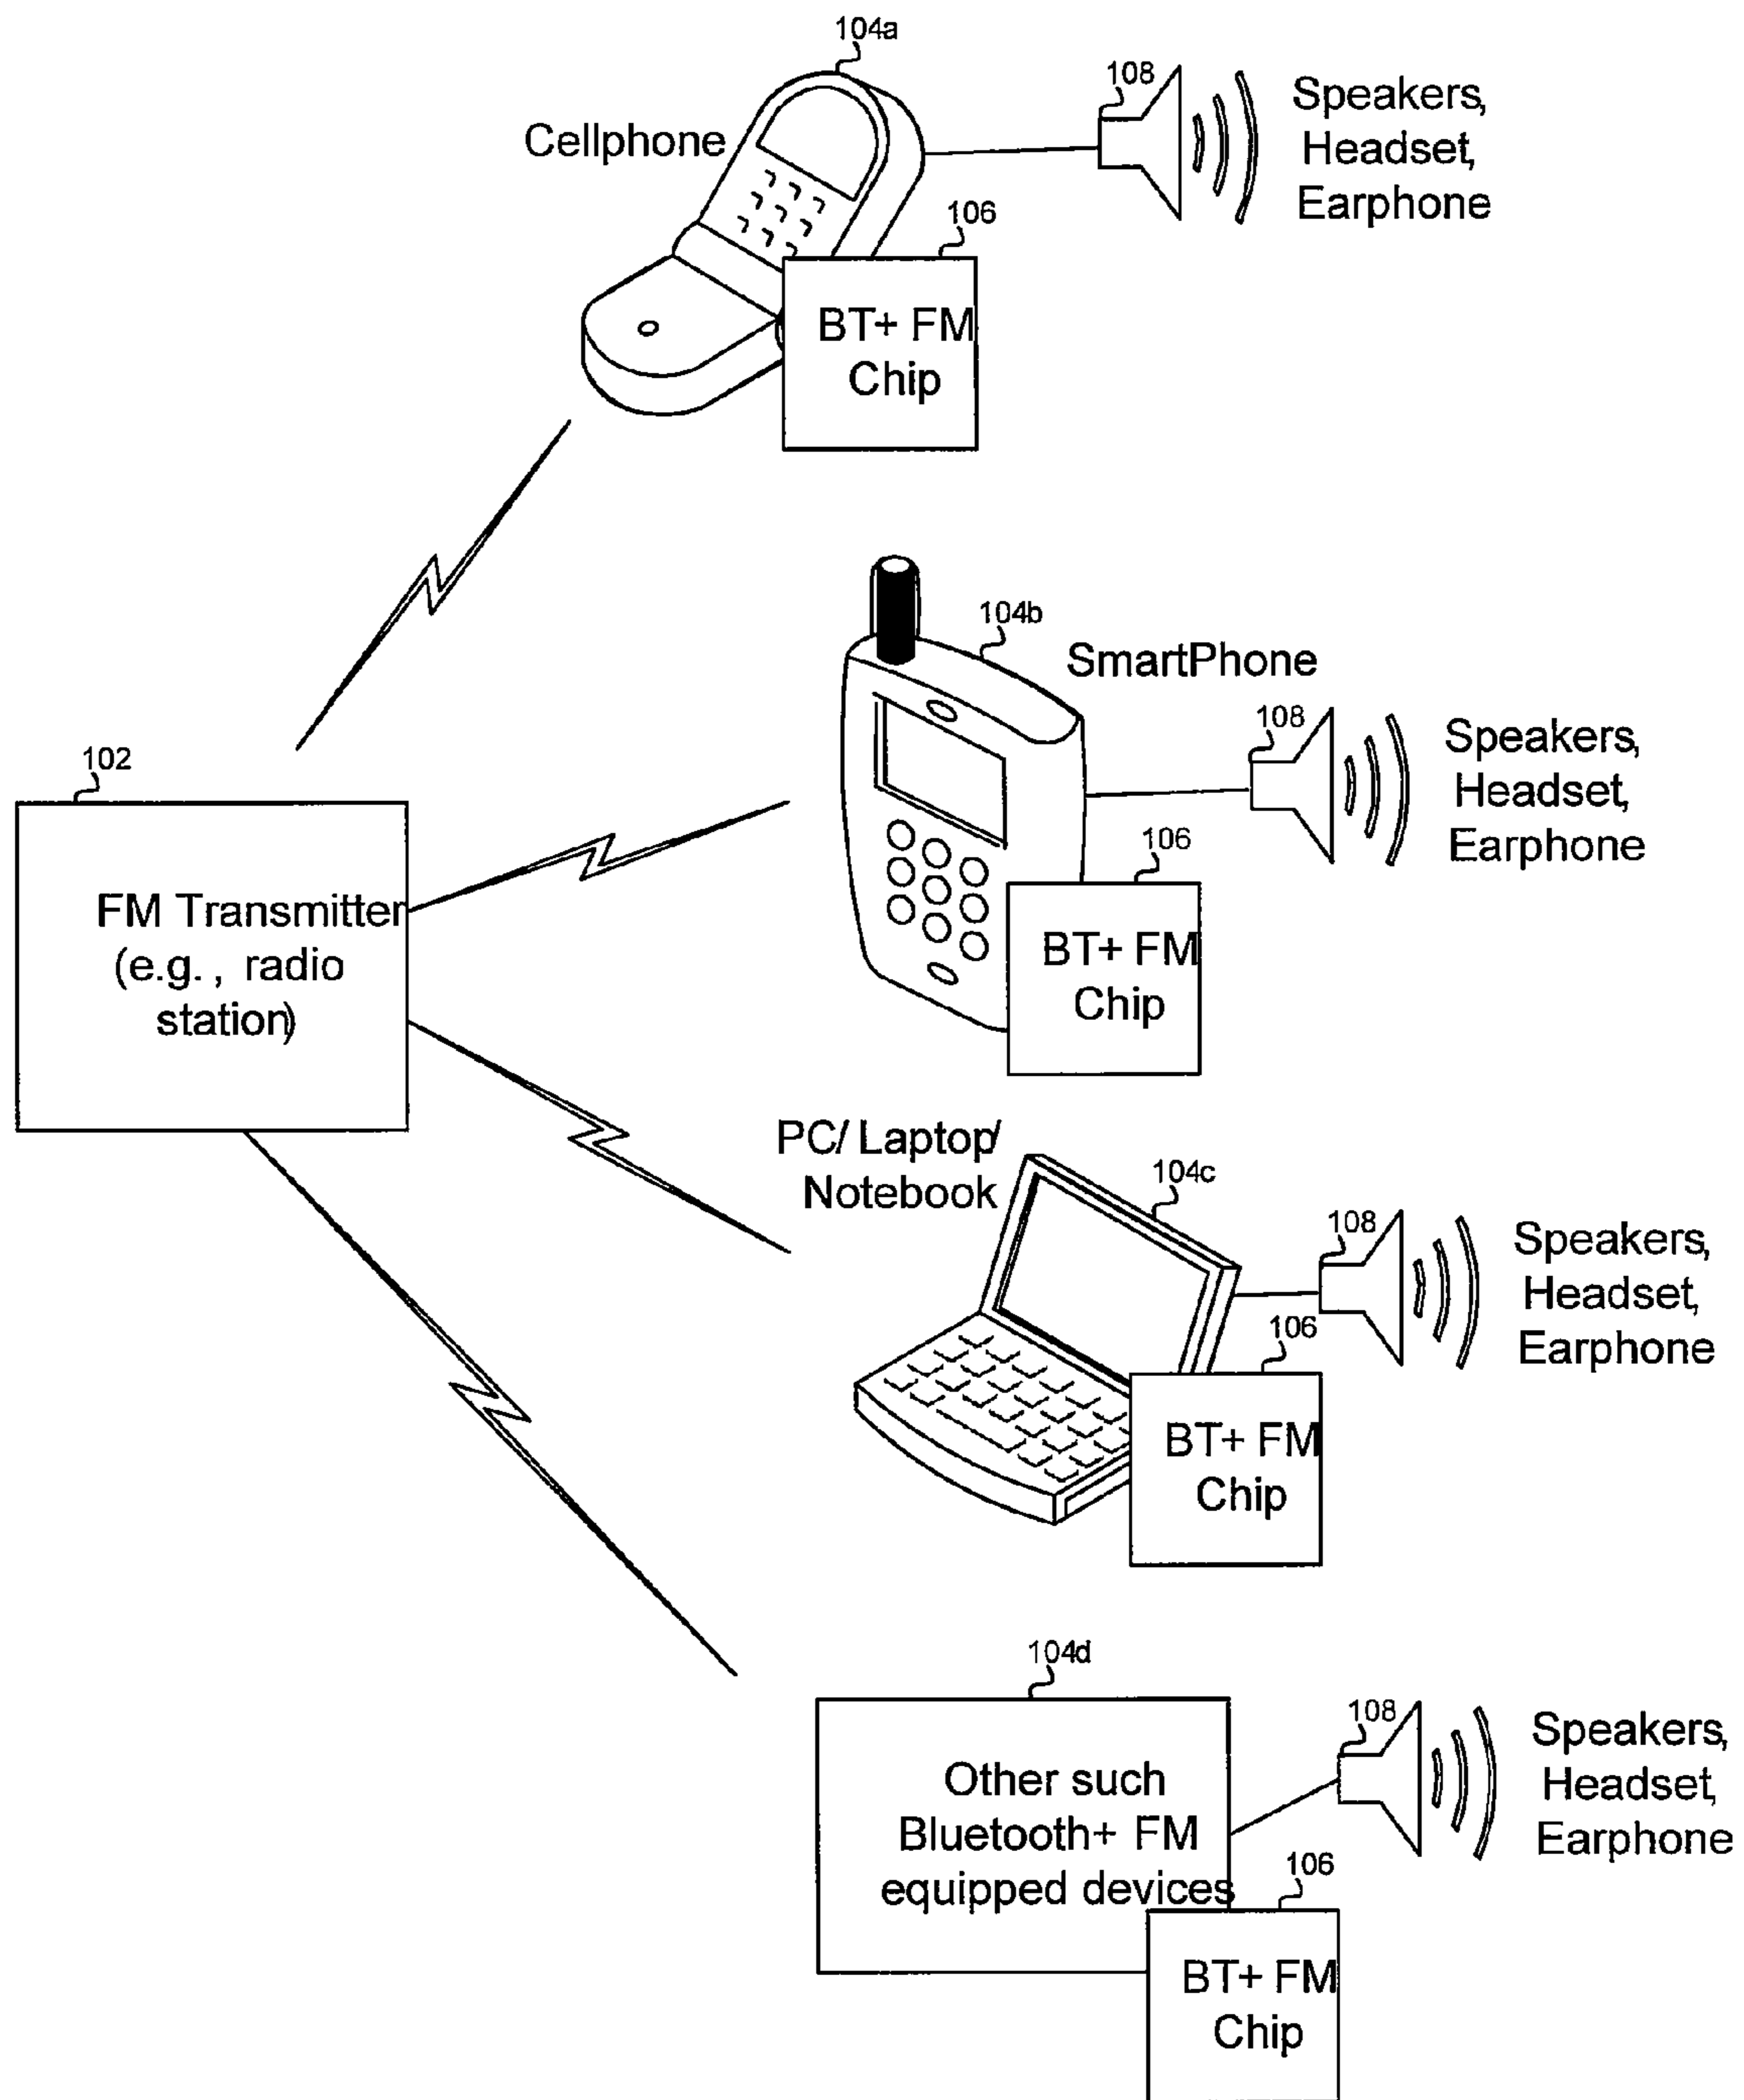 104a
Cellphone
108
Speakers,
Headset,
Earphone
106
BT+ FM
Chip
104b
SmartPhone
108
Speakers,
Headset,
Earphone
106
BT+ FM
Chip
102
FM Transmitter
(e.g., radio
station)
PC/ Laptop/
Notebook
104c
108
Speakers,
Headset,
Earphone
106
BT+ FM
Chip
104d
Other such
Bluetooth+ FM
equipped devices
108
Speakers,
Headset,
Earphone
106
BT+ FM
Chip